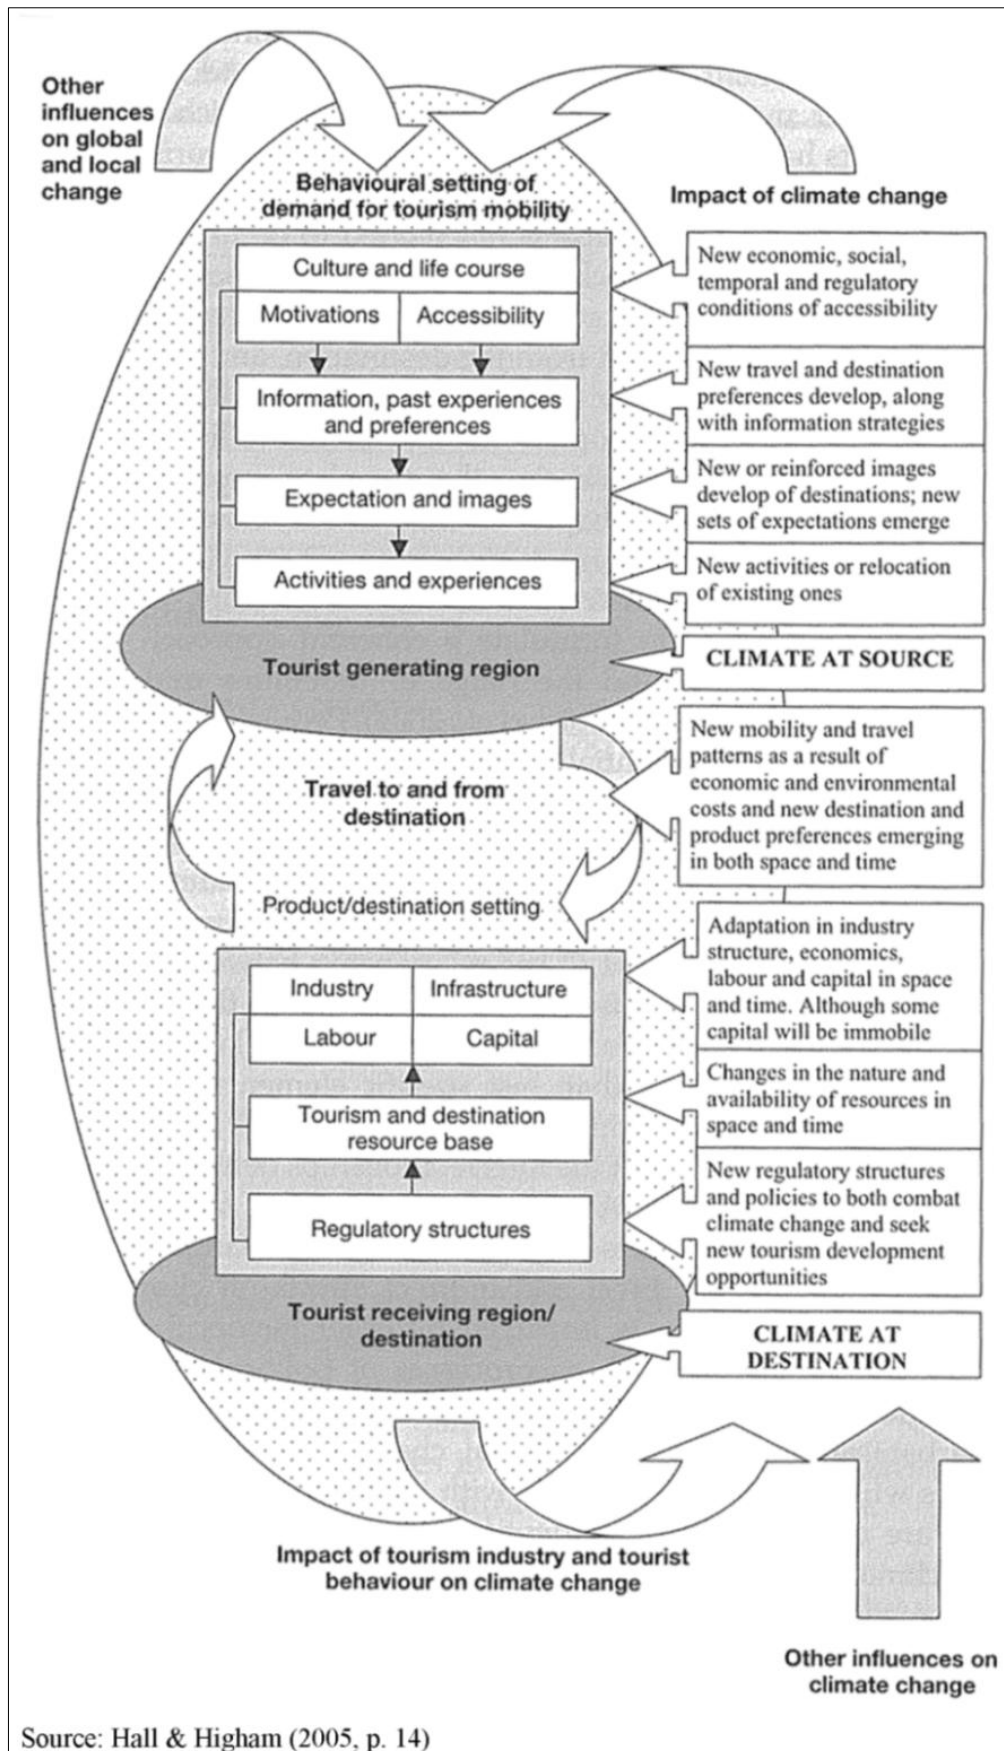 Other
influences
on global
and local
change
Behavioural setting of
demand for tourism mobility
Impact of climate change
Culture and life course
Motivations
Accessibility
Information, past experiences
and preferences
Expectation and images
Activities and experiences
New economic, social,
temporal and regulatory
conditions of accessibility
New travel and destination
preferences develop, along
with information strategies
New or reinforced images
develop of destinations; new
sets of expectations emerge
New activities or relocation
of existing ones
Tourist generating region
CLIMATE AT SOURCE
Travel to and from
destination
New mobility and travel
patterns as a result of
economic and environmental
costs and new destination and
product preferences emerging
in both space and time
Product/destination setting
Industry
Infrastructure
Labour
Capital
Tourism and destination
resource base
Regulatory structures
Adaptation in industry
structure, economics,
labour and capital in space
and time. Although some
capital will be immobile
Changes in the nature and
availability of resources in
space and time
New regulatory structures
and policies to both combat
climate change and seek
new tourism development
opportunities
Tourist receiving region/
destination
CLIMATE AT
DESTINATION
Impact of tourism industry and tourist
behaviour on climate change
Other influences on
climate change
Source: Hall & Higham (2005, p. 14)